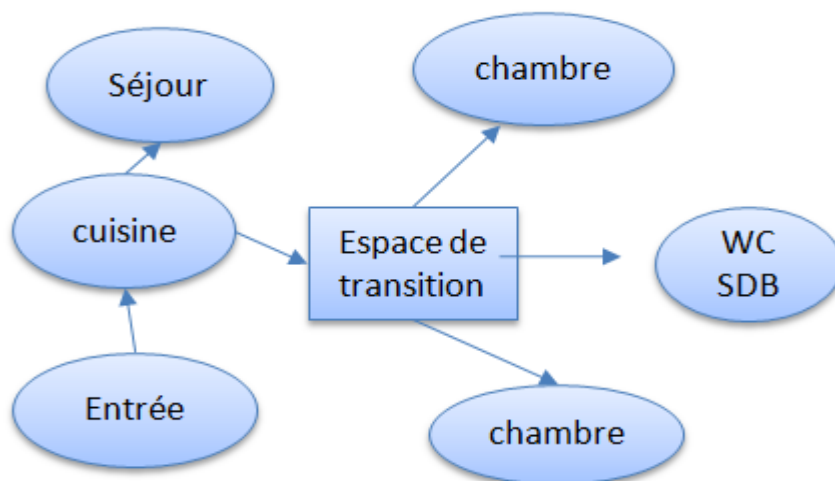 Séjour
chambre
cuisine
Espace de
transition
WC
SDB
Entrée
chambre